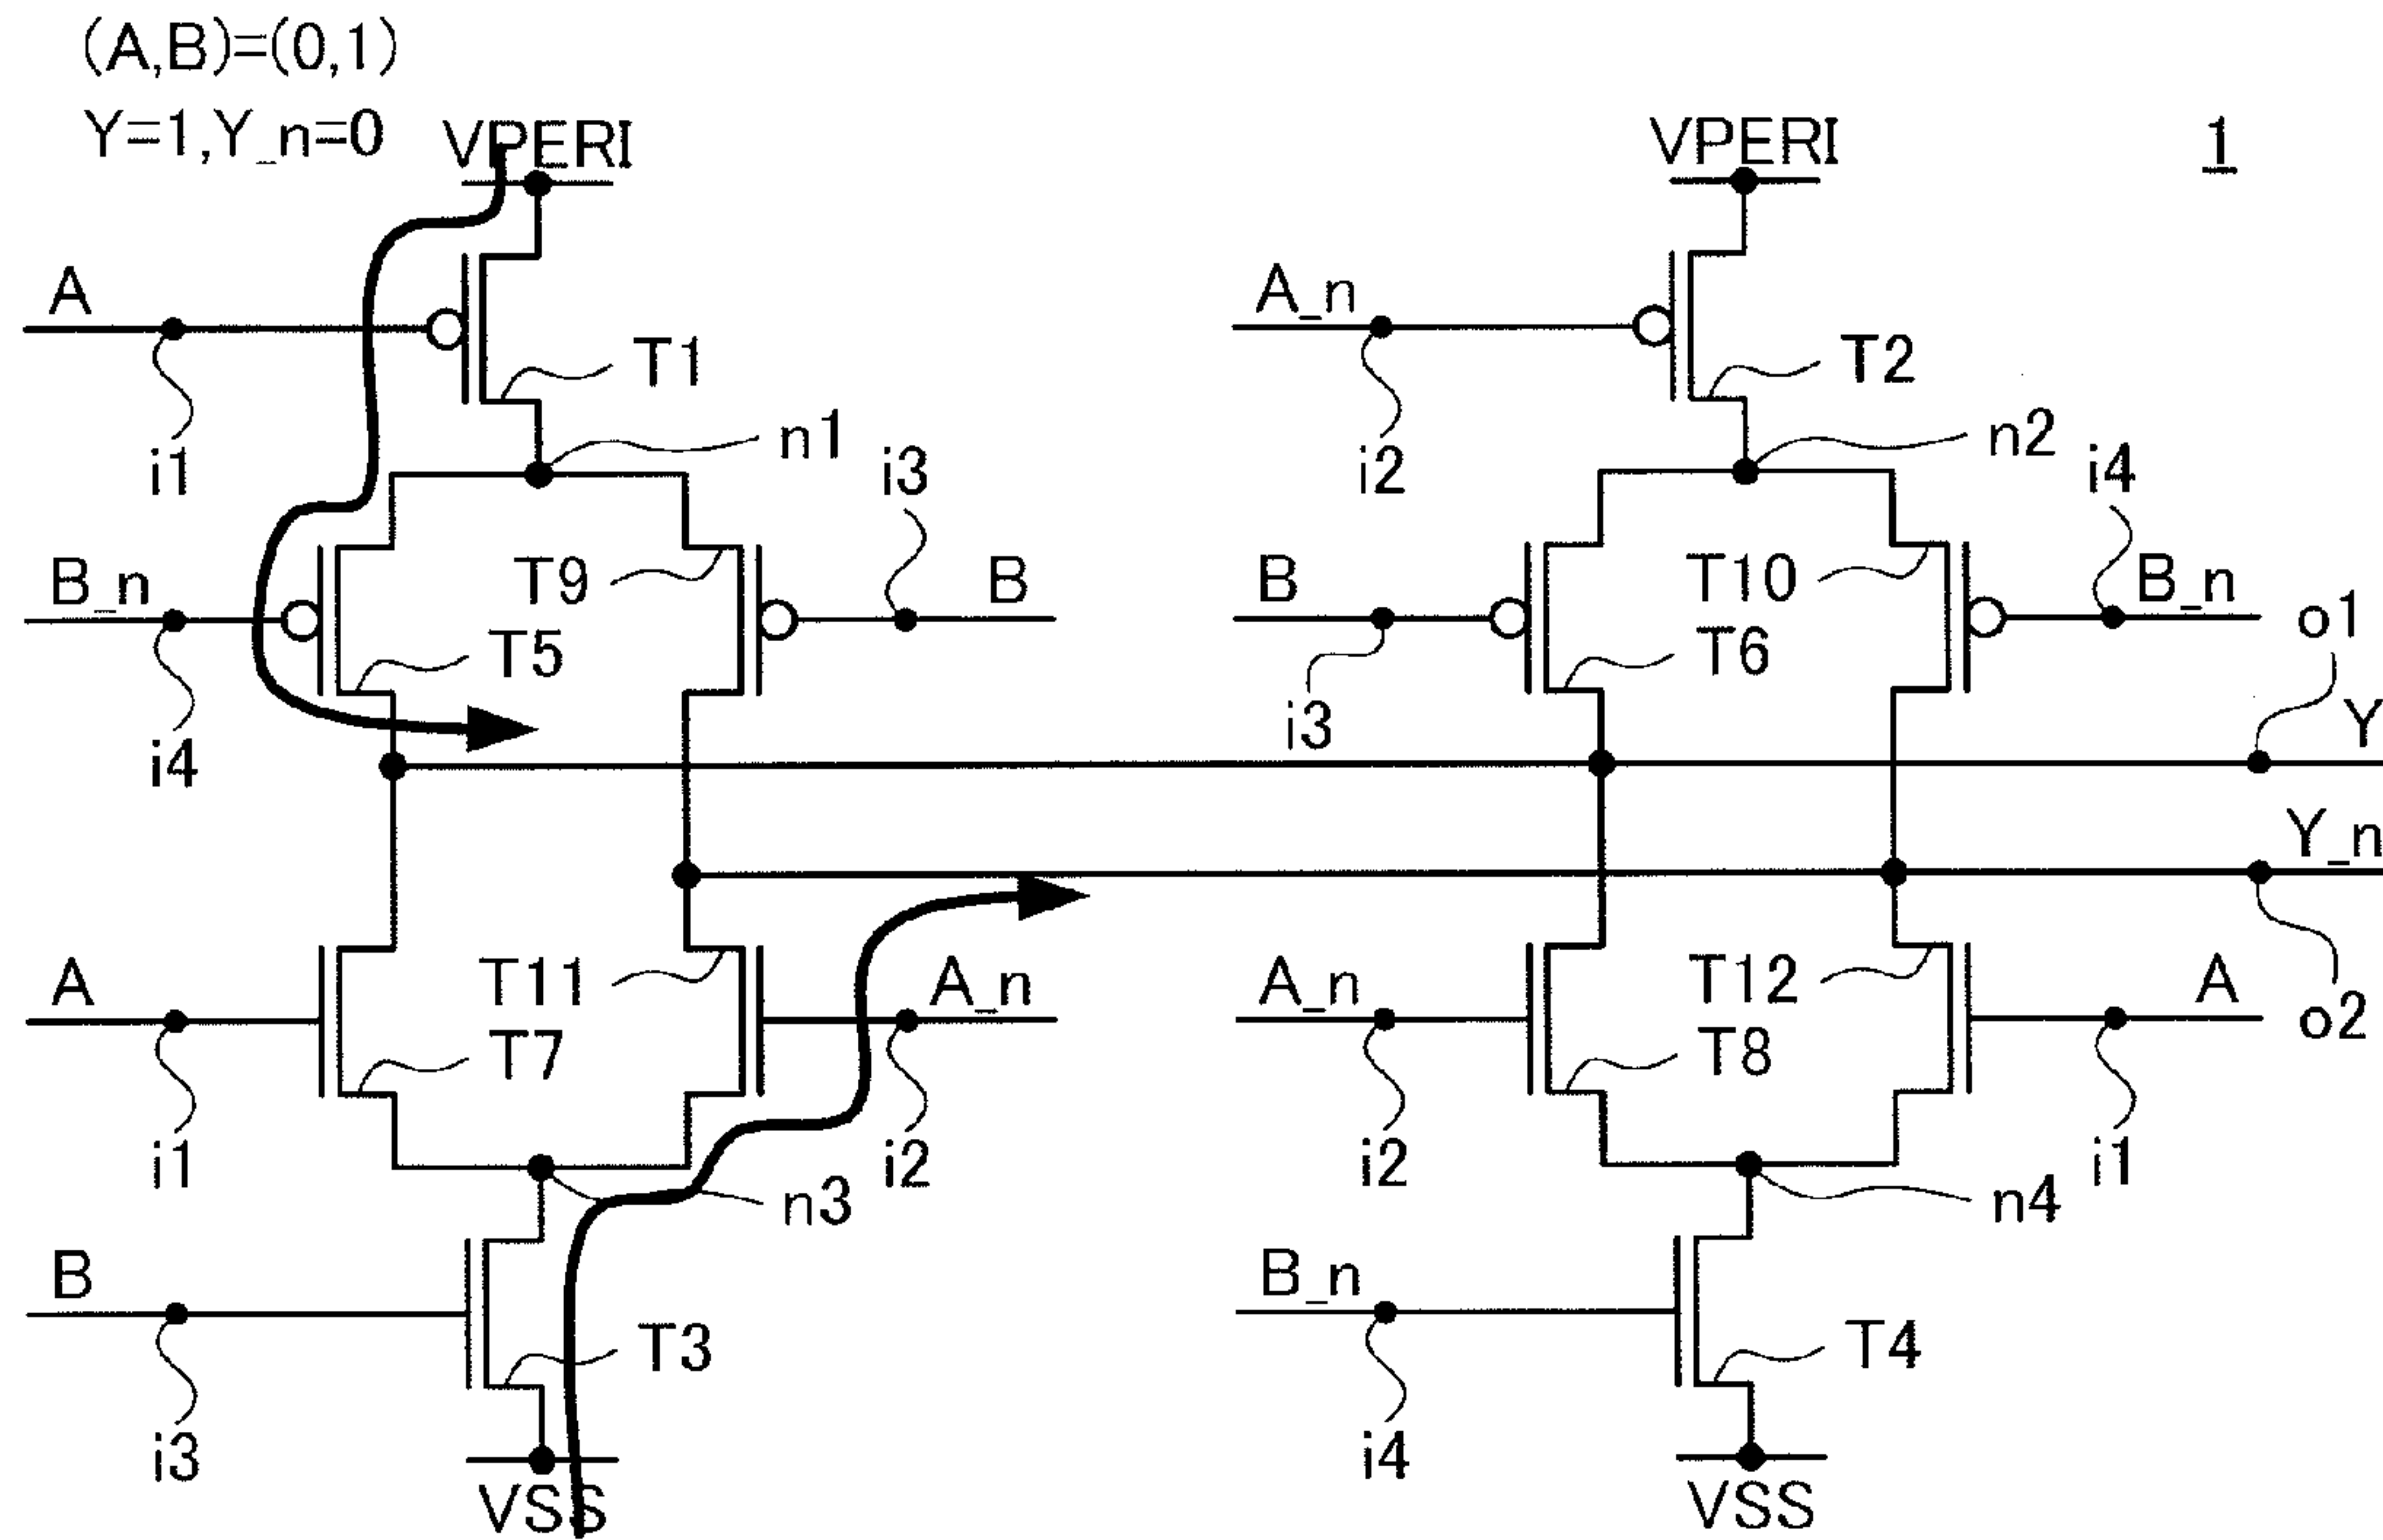 (A,B)=(0,1)
Y=1,Y_n=0
VPERI
VPERI
1
A
A_n
T1
T2
n1
n2
i1
i3
i2
i4
B_n
T9
B
B
T10
B_n
o1
T5
T6
i4
i3
Y
Y_n
A
T11
A_n
A_n
T12
A
o2
T7
T8
i1
i2
i2
i1
n3
n4
B
B_n
T3
T4
i3
i4
VSS
VSS